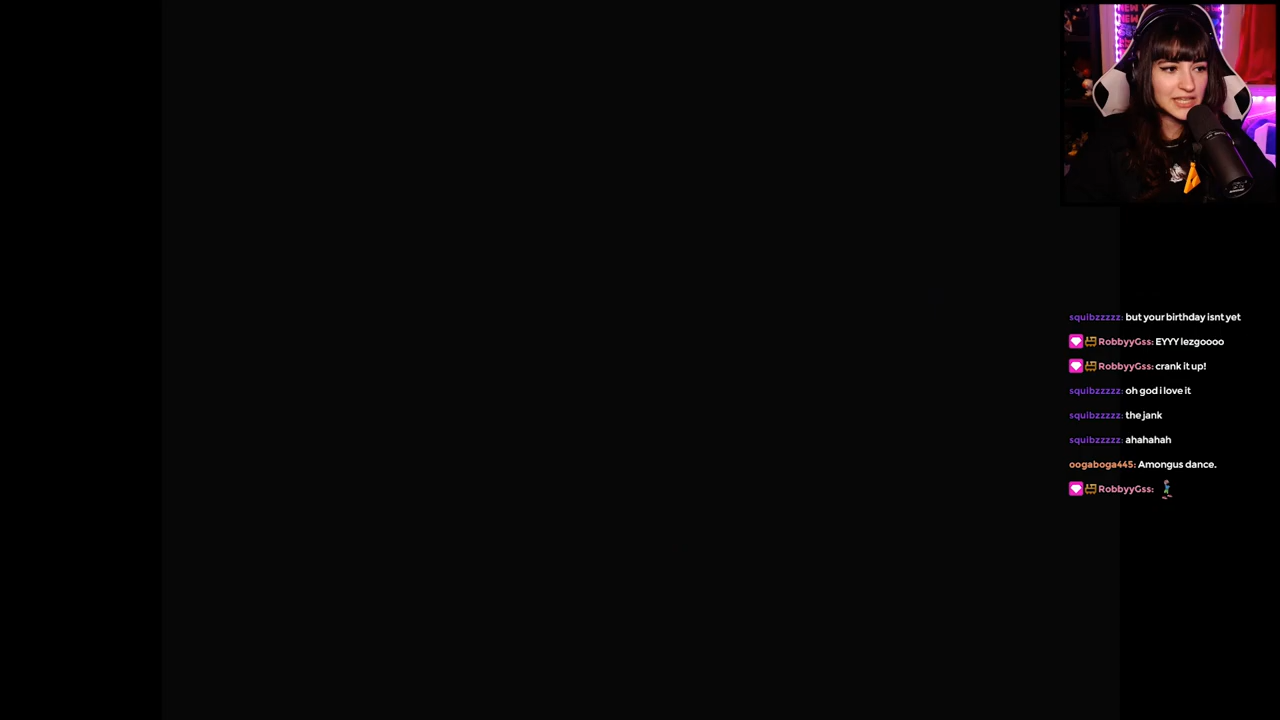 squibzzzzz: but your birthday isnt yet
RobbyyGss: EYYY lezgoooo
RobbyyGss: crank it up!
squibzzzzz: oh god i love it
squibzzzzz: the jank
squibzzzzz: ahahahah
oogaboga445: Amongus dance.
RobbyyGss: